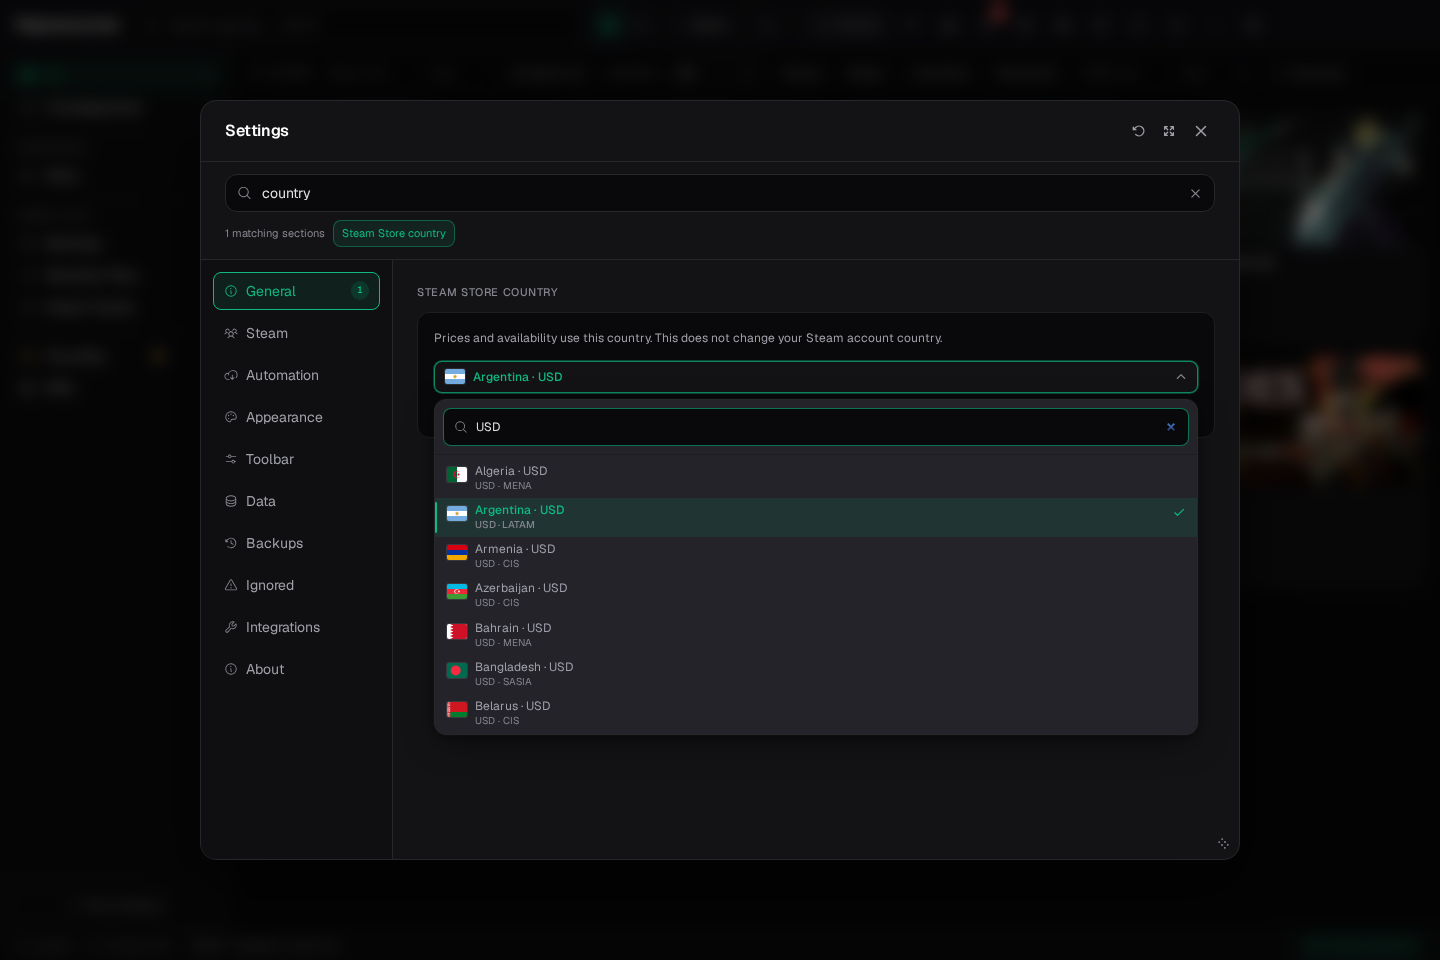 Settings
country
1 matching sections
Steam Store country
General
1
Steam
Automation
Appearance
Toolbar
Data
Backups
Ignored
Integrations
About
STEAM STORE COUNTRY
Prices and availability use this country. This does not change your Steam account country.
Argentina · USD
USD
Algeria · USD
USD · MENA
Argentina · USD
USD · LATAM
Armenia · USD
USD · CIS
Azerbaijan · USD
USD · CIS
Bahrain · USD
USD · MENA
Bangladesh · USD
USD · SASIA
Belarus · USD
USD · CIS